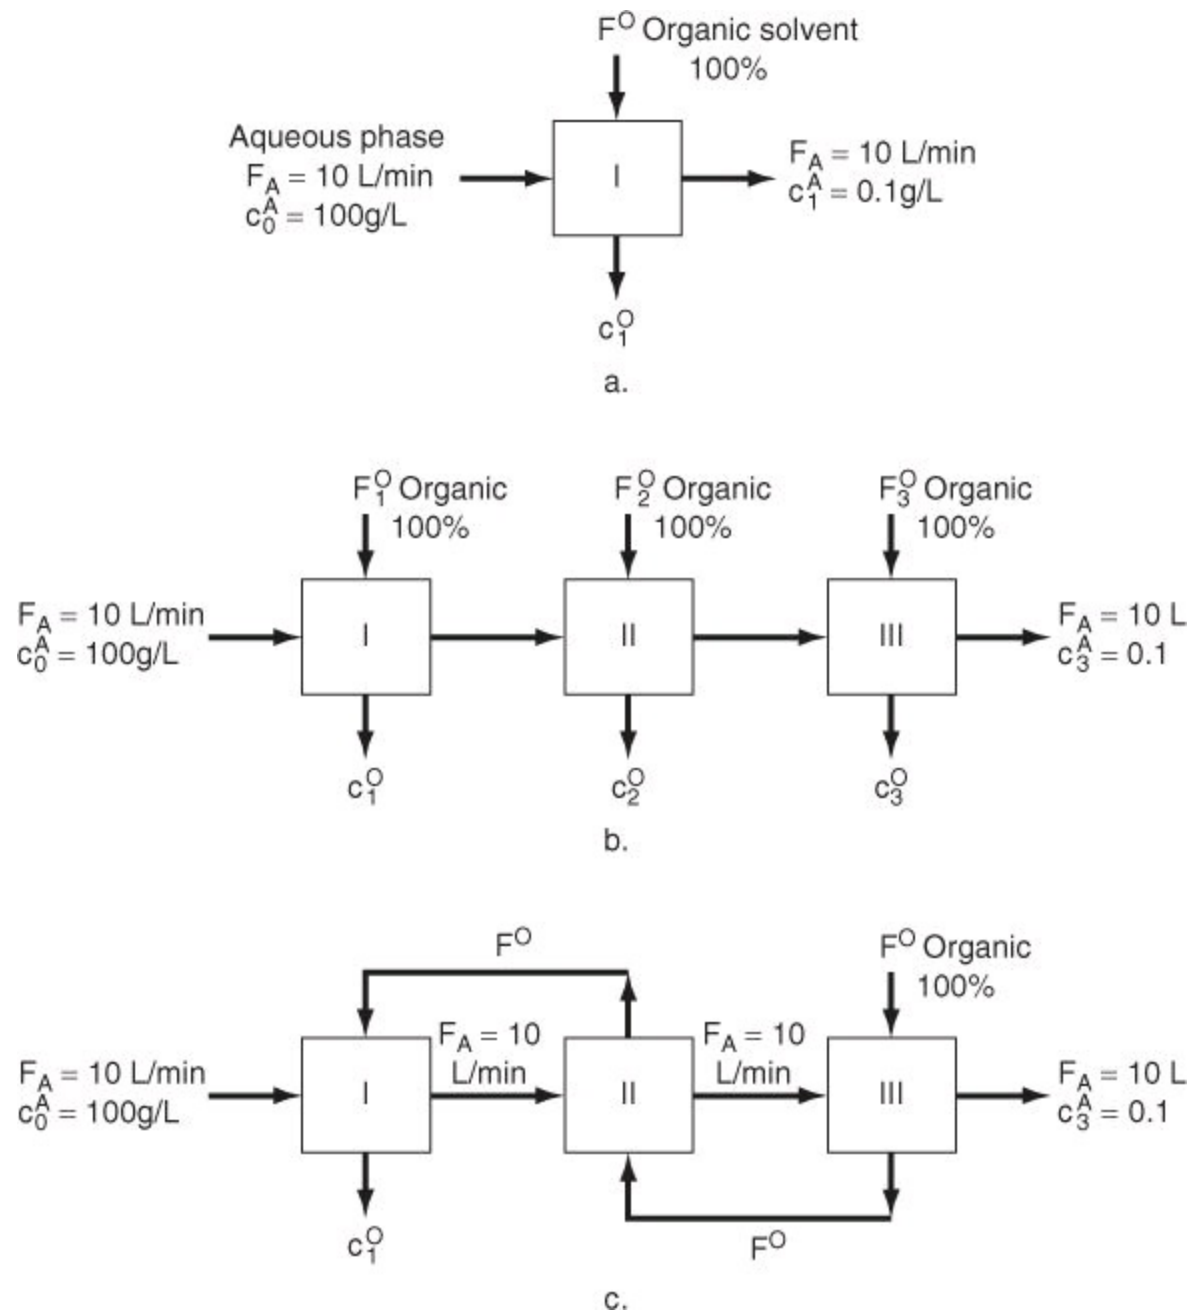 F^O Organic solvent
100%
Aqueous phase
F_A = 10 L/min
c_0^A = 100g/L
I
F_A = 10 L/min
c_1^A = 0.1g/L
c_1^O
a.
F_1^O Organic
100%
F_2^O Organic
100%
F_3^O Organic
100%
F_A = 10 L/min
c_0^A = 100g/L
I
II
III
F_A = 10 L
c_3^A = 0.1
c_1^O
c_2^O
c_3^O
b.
F^O
F^O Organic
100%
F_A = 10 L/min
c_0^A = 100g/L
I
F_A = 10
L/min
II
F_A = 10
L/min
III
F_A = 10 L
c_3^A = 0.1
c_1^O
F^O
c.